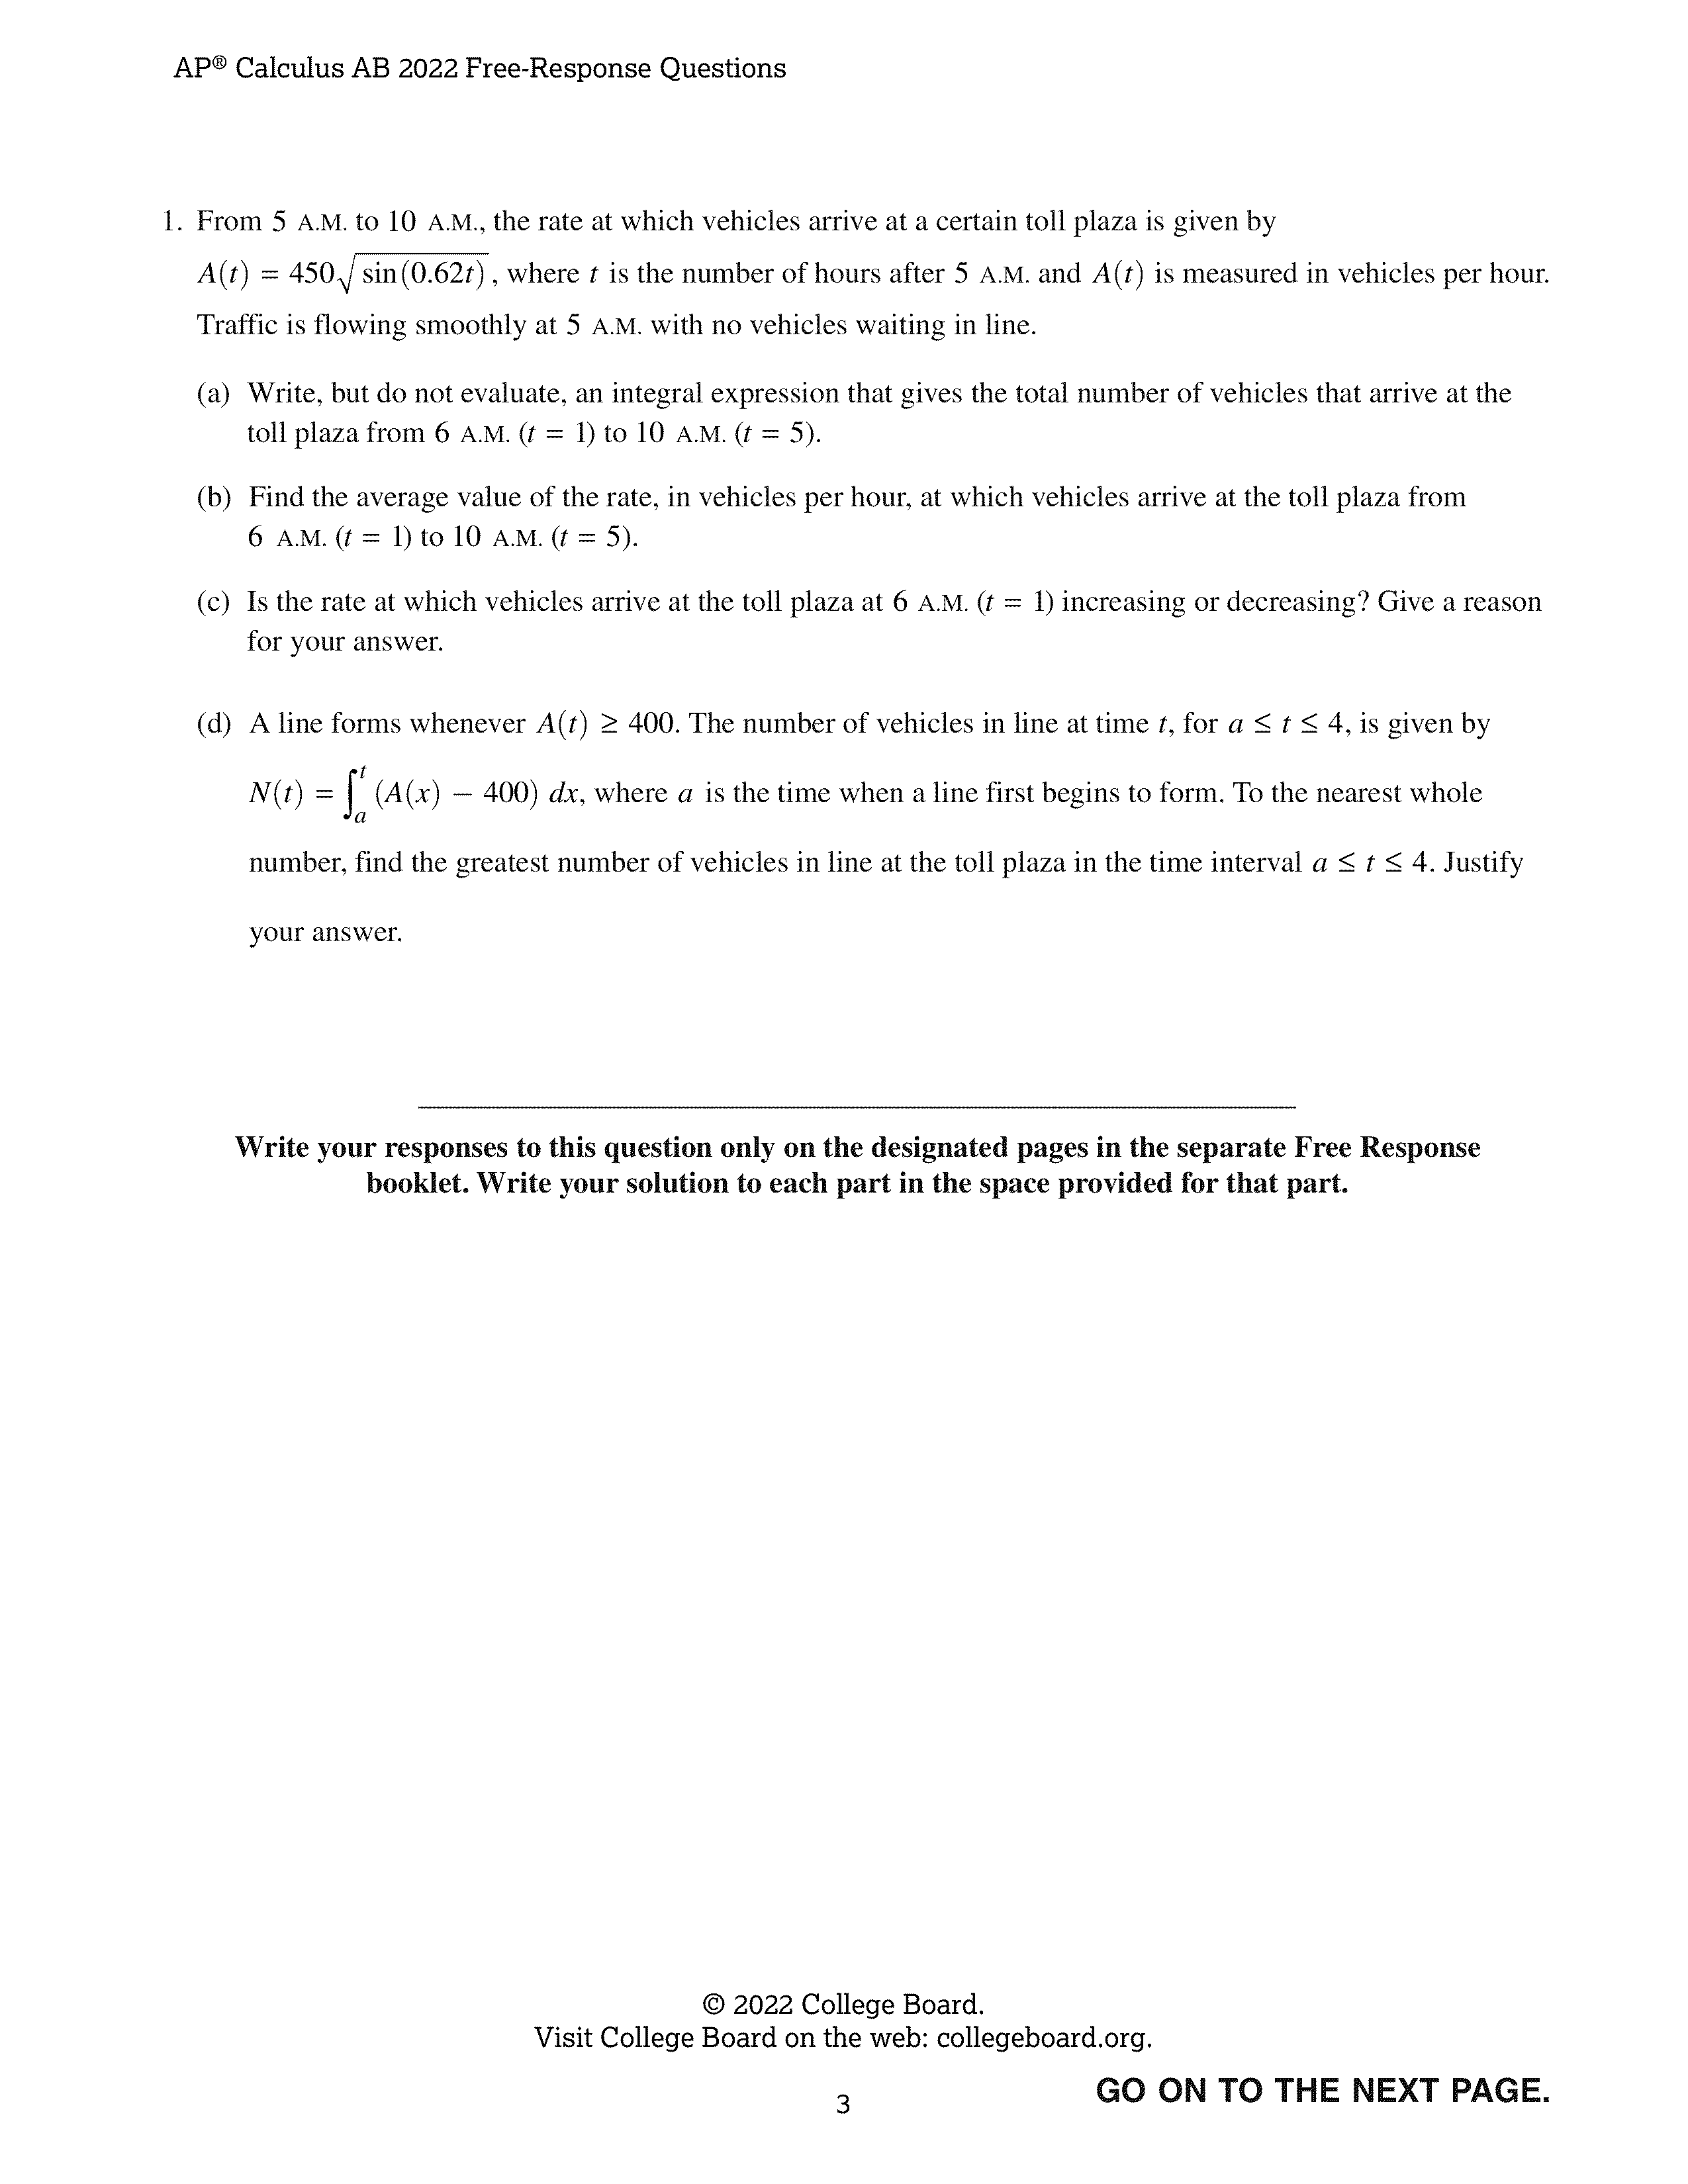 AP® Calculus AB 2022 Free-Response Questions
1. From 5 A.M. to 10 A.M., the rate at which vehicles arrive at a certain toll plaza is given by
A(t) = 450√sin(0.62t), where t is the number of hours after 5 A.M. and A(t) is measured in vehicles per hour.
Traffic is flowing smoothly at 5 A.M. with no vehicles waiting in line.
(a) Write, but do not evaluate, an integral expression that gives the total number of vehicles that arrive at the
toll plaza from 6 A.M. (t = 1) to 10 A.M. (t = 5).
(b) Find the average value of the rate, in vehicles per hour, at which vehicles arrive at the toll plaza from
6 A.M. (t = 1) to 10 A.M. (t = 5).
(c) Is the rate at which vehicles arrive at the toll plaza at 6 A.M. (t = 1) increasing or decreasing? Give a reason
for your answer.
(d) A line forms whenever A(t) ≥ 400. The number of vehicles in line at time t, for a ≤ t ≤ 4, is given by
N(t) = ∫ₐᵗ (A(x) − 400) dx, where a is the time when a line first begins to form. To the nearest whole
number, find the greatest number of vehicles in line at the toll plaza in the time interval a ≤ t ≤ 4. Justify
your answer.
Write your responses to this question only on the designated pages in the separate Free Response
booklet. Write your solution to each part in the space provided for that part.
© 2022 College Board.
Visit College Board on the web: collegeboard.org.
GO ON TO THE NEXT PAGE.
3